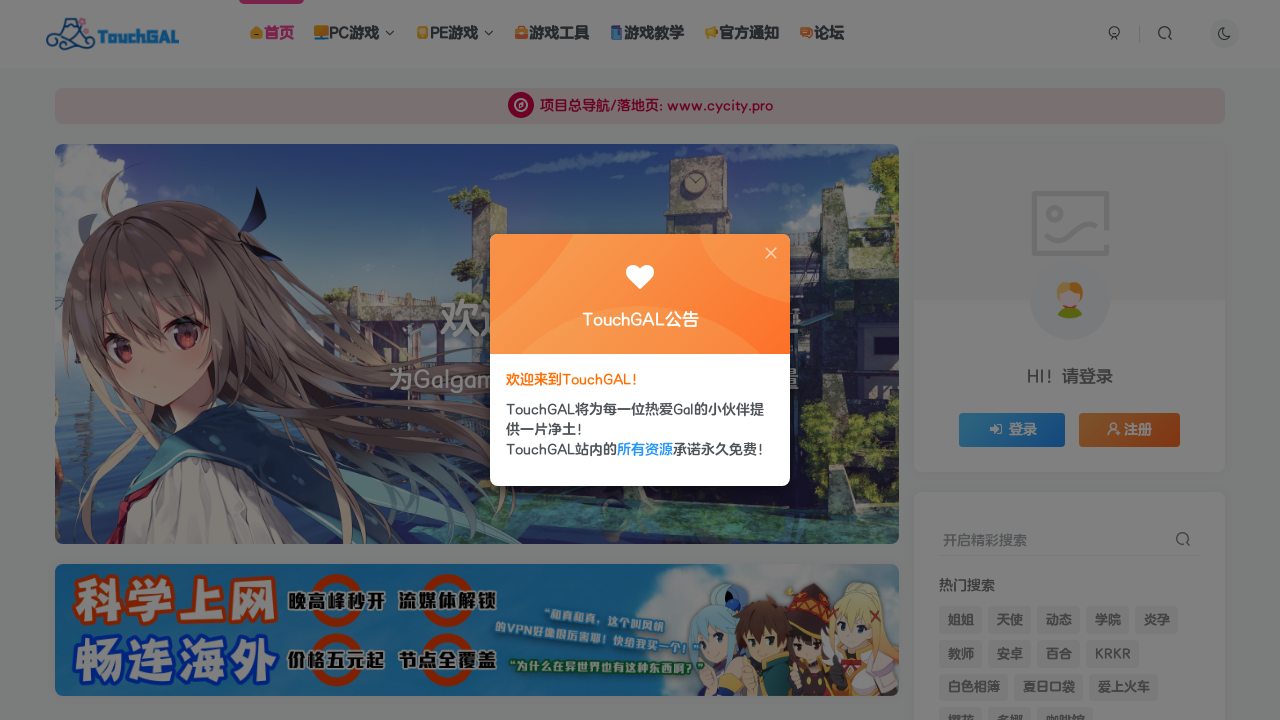 TouchGAL
首页
PC游戏
PE游戏
游戏工具
游戏教学
官方通知
论坛
项目总导航/落地页: www.cycity.pro
欢
为Galgam
量
TouchGAL公告
欢迎来到TouchGAL!
TouchGAL将为每一位热爱Gal的小伙伴提
供一片净土!
TouchGAL站内的所有资源承诺永久免费!
HI! 请登录
登录
注册
开启精彩搜索
热门搜索
姐姐 天使 动态 学院 炎孕
教师 安卓 百合 KRKR
白色相簿 夏日口袋 爱上火车
科学上网 晚高峰秒开 流媒体解锁
畅连海外 价格五元起 节点全覆盖
“和真和真,这个叫风帆
的VPN好像很厉害耶!快给我买一个!”
“为什么在异世界也有这种东西啊?”